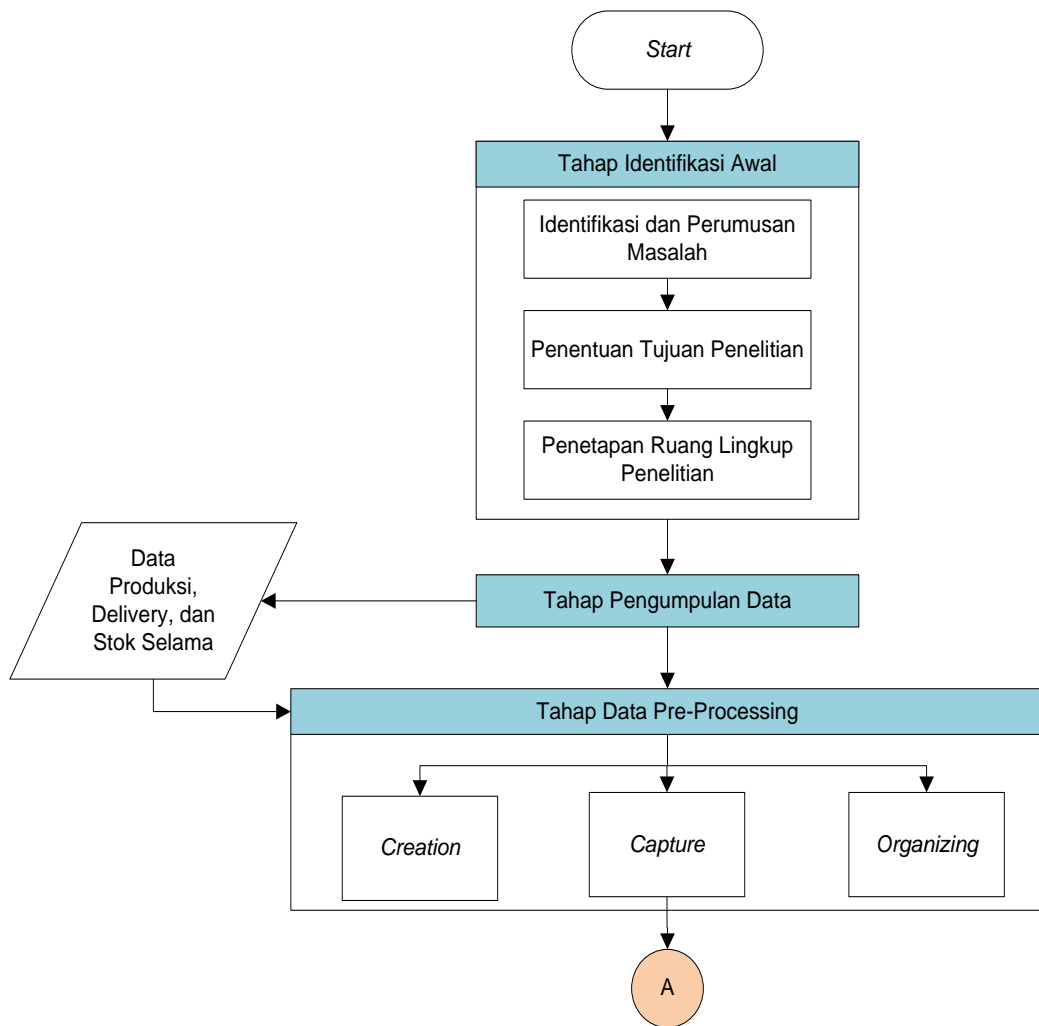 Start
Tahap Identifikasi Awal
Identifikasi dan Perumusan
Masalah
Penentuan Tujuan Penelitian
Penetapan Ruang Lingkup
Penelitian
Data
Produksi,
Delivery, dan
Stok Selama
Tahap Pengumpulan Data
Tahap Data Pre-Processing
Creation
Capture
Organizing
A